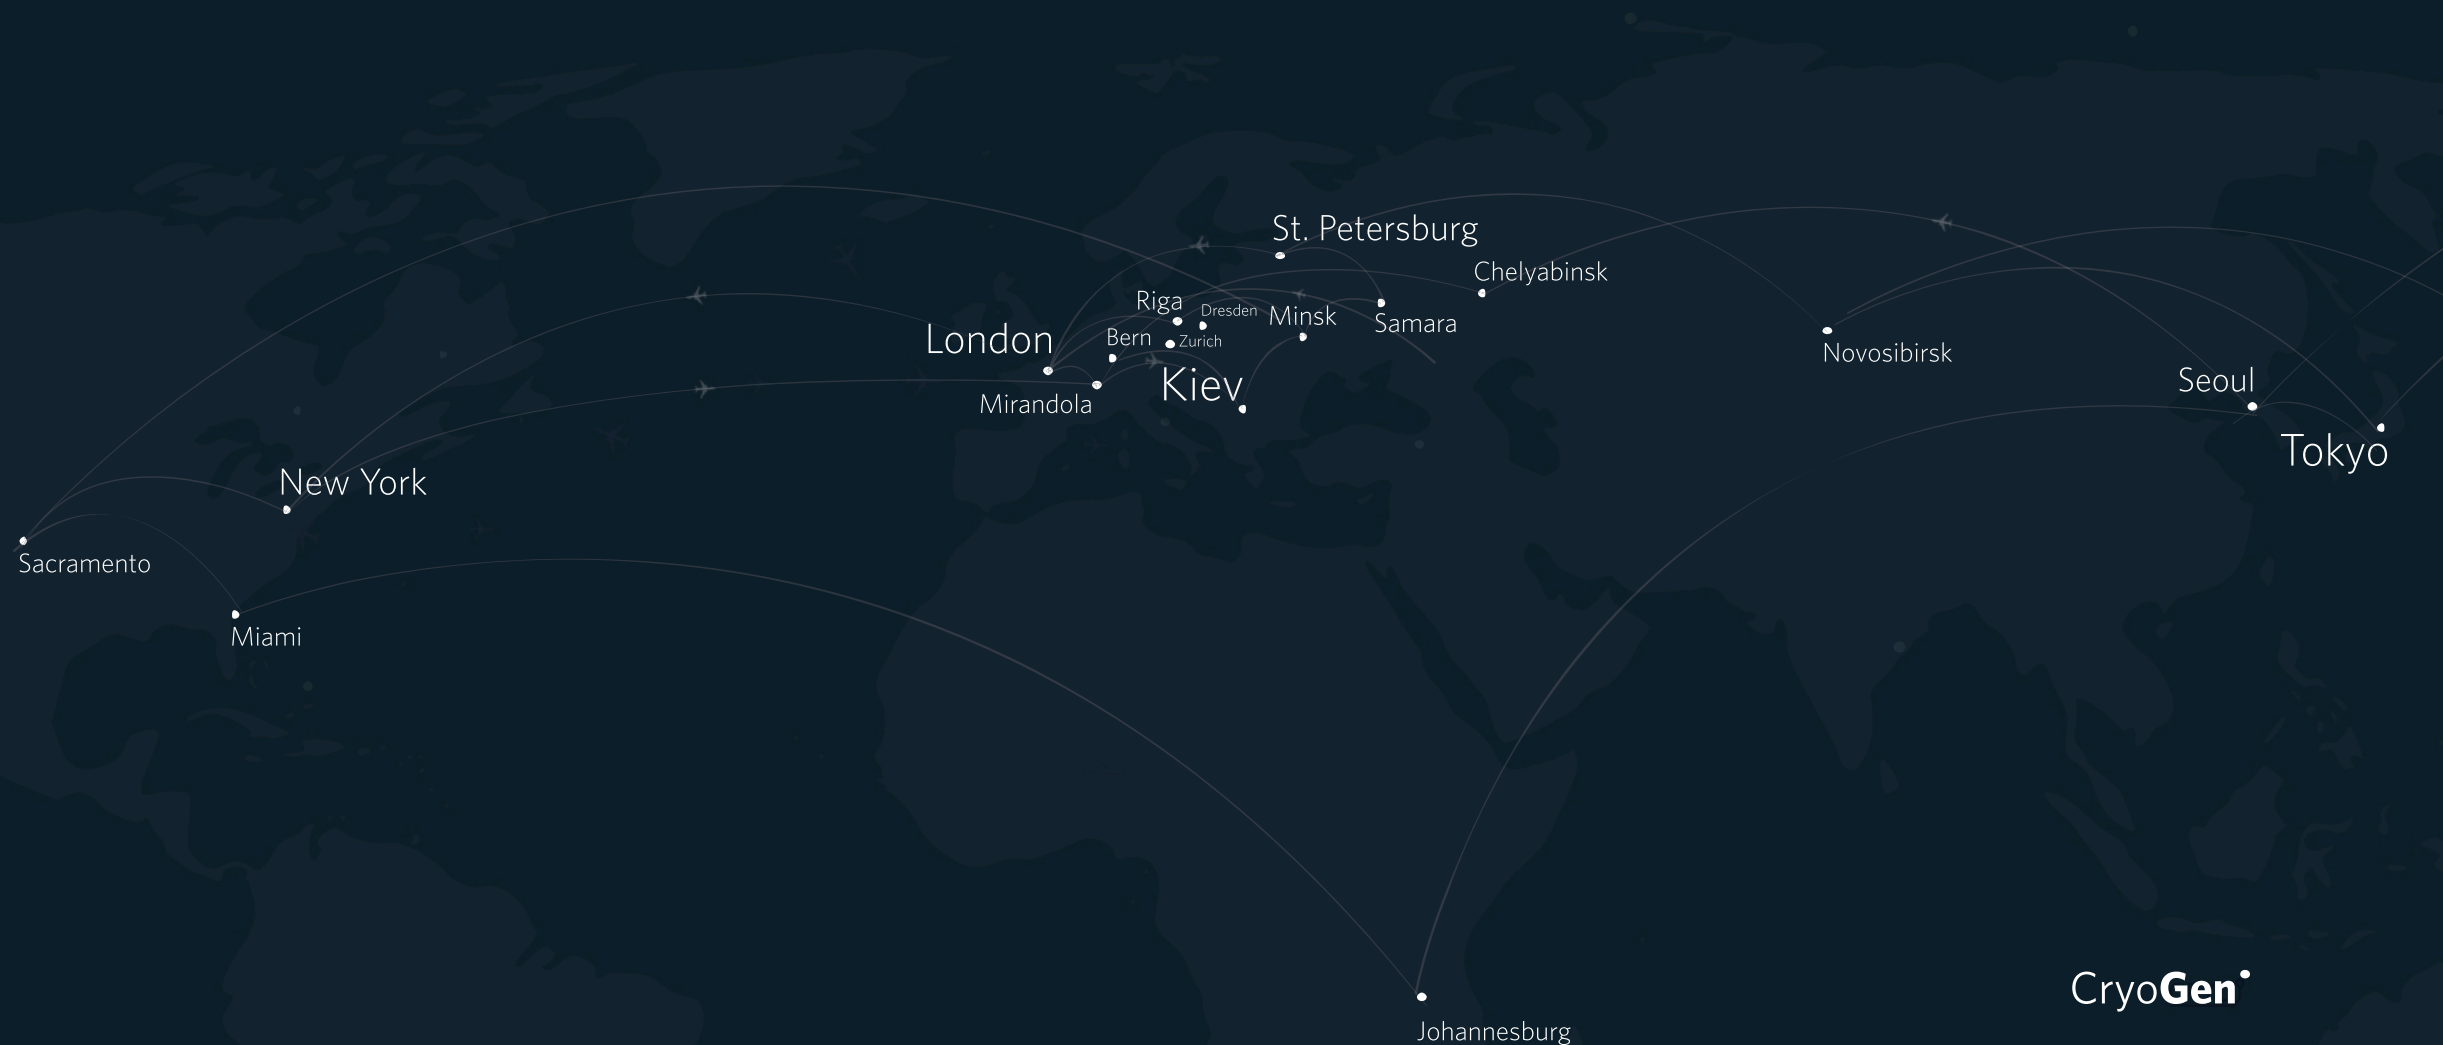 St. Petersburg
Chelyabinsk
Riga
Dresden
Minsk
Samara
London
Bern
Zurich
Novosibirsk
Kiev
Seoul
Mirandola
Tokyo
New York
Sacramento
Miami
CryoGen
Johannesburg